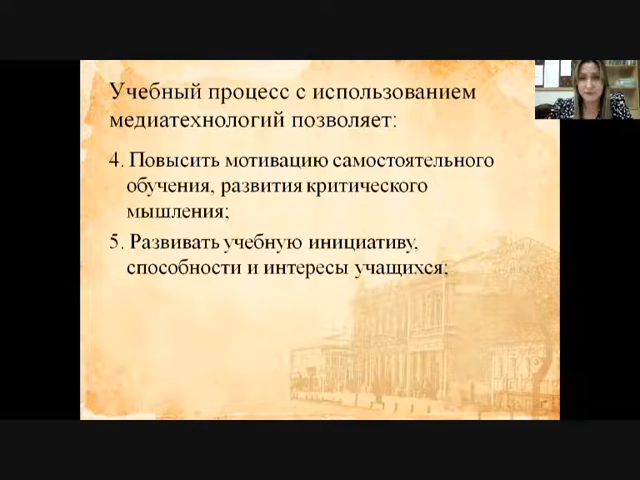 Учебный процесс с использованием
медиатехнологий позволяет:
4. Повысить мотивацию самостоятельного
обучения, развития критического
мышления;
5. Развивать учебную инициативу,
способности и интересы учащихся;